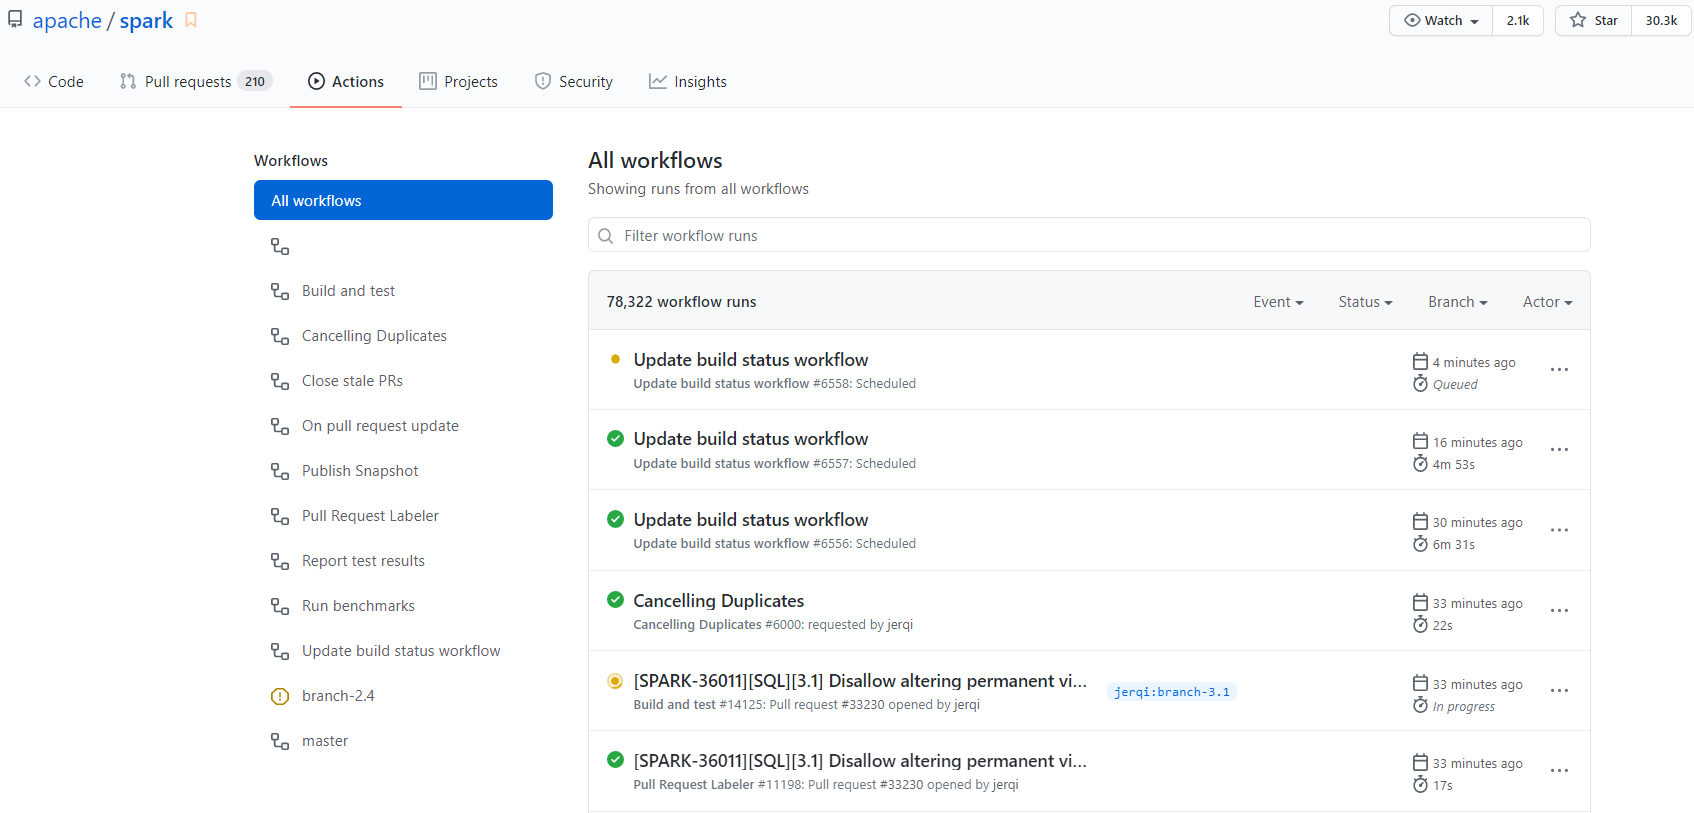 apache / spark
Watch 2.1k Star 30.3k
Code Pull requests 210 Actions Projects Security Insights
Workflows
All workflows
Build and test
Cancelling Duplicates
Close stale PRs
On pull request update
Publish Snapshot
Pull Request Labeler
Report test results
Run benchmarks
Update build status workflow
branch-2.4
master
All workflows
Showing runs from all workflows
Filter workflow runs
78,322 workflow runs Event Status Branch Actor
Update build status workflow
4 minutes ago
Update build status workflow #6558: Scheduled
Queued
Update build status workflow
16 minutes ago
Update build status workflow #6557: Scheduled
4m 53s
Update build status workflow
30 minutes ago
Update build status workflow #6556: Scheduled
6m 31s
Cancelling Duplicates
33 minutes ago
Cancelling Duplicates #6000: requested by jerqi
22s
[SPARK-36011][SQL][3.1] Disallow altering permanent vi... jerqi:branch-3.1
33 minutes ago
Build and test #14125: Pull request #33230 opened by jerqi
In progress
[SPARK-36011][SQL][3.1] Disallow altering permanent vi...
33 minutes ago
Pull Request Labeler #11198: Pull request #33230 opened by jerqi
17s